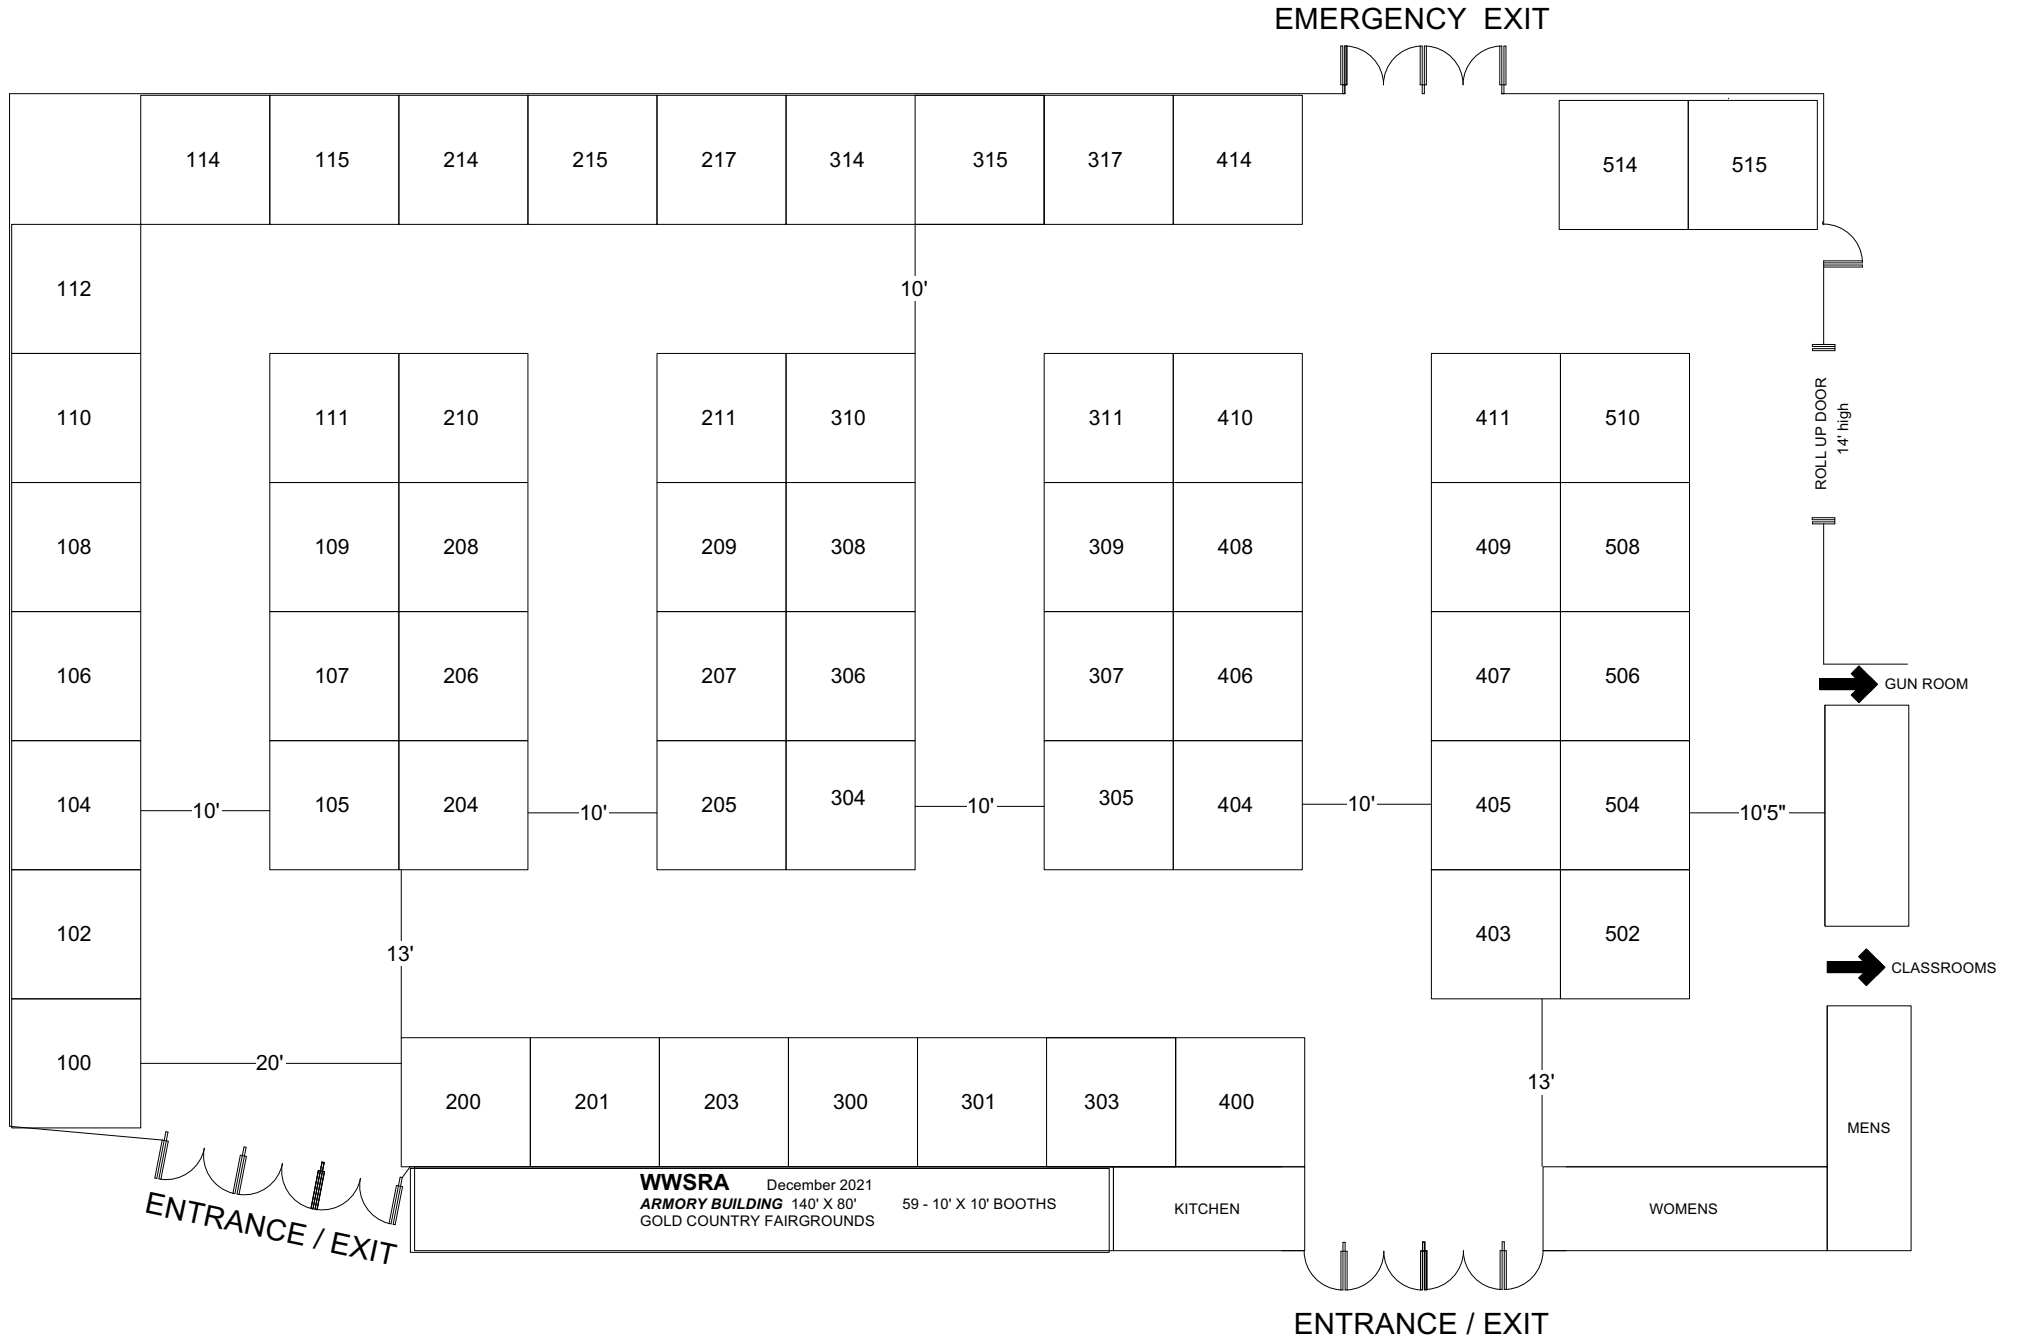 EMERGENCY EXIT
114 115 214 215 217 314 315 317 414 514 515
112
10'
110 111 210 211 310 311 410 411 510
ROLL UP DOOR
14' high
108 109 208 209 308 309 408 409 508
106 107 206 207 306 307 406 407 506
GUN ROOM
104 10' 105 204 10' 205 304 10' 305 404 10' 405 504 10'5"
102 13' 403 502
CLASSROOMS
100 20' 13'
200 201 203 300 301 303 400
MENS
WWSRA December 2021
ARMORY BUILDING 140' X 80' 59 - 10' X 10' BOOTHS
GOLD COUNTRY FAIRGROUNDS
KITCHEN
WOMENS
ENTRANCE / EXIT
ENTRANCE / EXIT